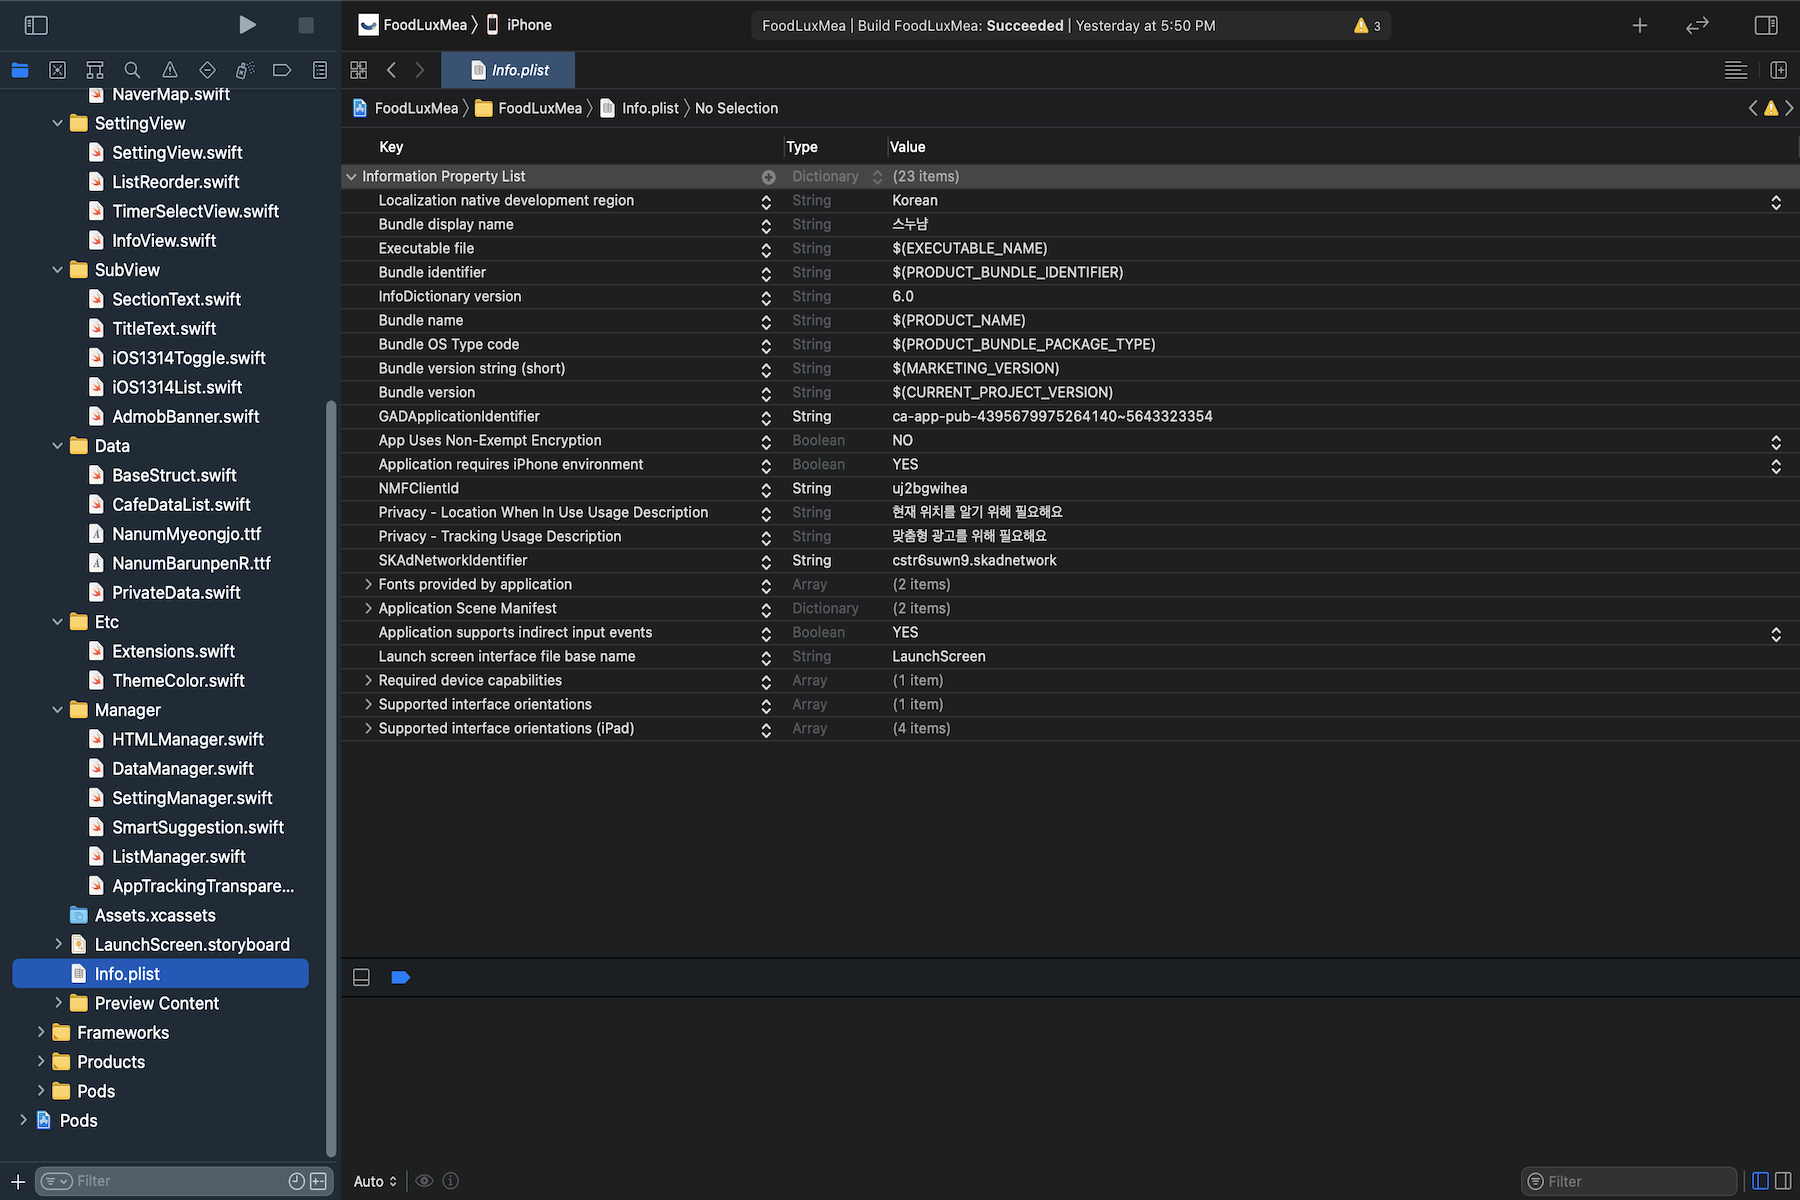 FoodLuxMea 〉 iPhone
FoodLuxMea | Build FoodLuxMea: Succeeded | Yesterday at 5:50 PM
3
Info.plist
FoodLuxMea 〉 FoodLuxMea 〉 Info.plist 〉 No Selection
NaverMap.swift
SettingView
SettingView.swift
ListReorder.swift
TimerSelectView.swift
InfoView.swift
SubView
SectionText.swift
TitleText.swift
iOS1314Toggle.swift
iOS1314List.swift
AdmobBanner.swift
Data
BaseStruct.swift
CafeDataList.swift
NanumMyeongjo.ttf
NanumBarunpenR.ttf
PrivateData.swift
Etc
Extensions.swift
ThemeColor.swift
Manager
HTMLManager.swift
DataManager.swift
SettingManager.swift
SmartSuggestion.swift
ListManager.swift
AppTrackingTranspare...
Assets.xcassets
LaunchScreen.storyboard
Info.plist
Preview Content
Frameworks
Products
Pods
Pods
Filter
Key Type Value
Information Property List Dictionary (23 items)
Localization native development region String Korean
Bundle display name String 스누냠
Executable file String $(EXECUTABLE_NAME)
Bundle identifier String $(PRODUCT_BUNDLE_IDENTIFIER)
InfoDictionary version String 6.0
Bundle name String $(PRODUCT_NAME)
Bundle OS Type code String $(PRODUCT_BUNDLE_PACKAGE_TYPE)
Bundle version string (short) String $(MARKETING_VERSION)
Bundle version String $(CURRENT_PROJECT_VERSION)
GADApplicationIdentifier String ca-app-pub-4395679975264140~5643323354
App Uses Non-Exempt Encryption Boolean NO
Application requires iPhone environment Boolean YES
NMFClientId String uj2bgwihea
Privacy - Location When In Use Usage Description String 현재 위치를 알기 위해 필요해요
Privacy - Tracking Usage Description String 맞춤형 광고를 위해 필요해요
SKAdNetworkIdentifier String cstr6suwn9.skadnetwork
Fonts provided by application Array (2 items)
Application Scene Manifest Dictionary (2 items)
Application supports indirect input events Boolean YES
Launch screen interface file base name String LaunchScreen
Required device capabilities Array (1 item)
Supported interface orientations Array (1 item)
Supported interface orientations (iPad) Array (4 items)
Auto
Filter